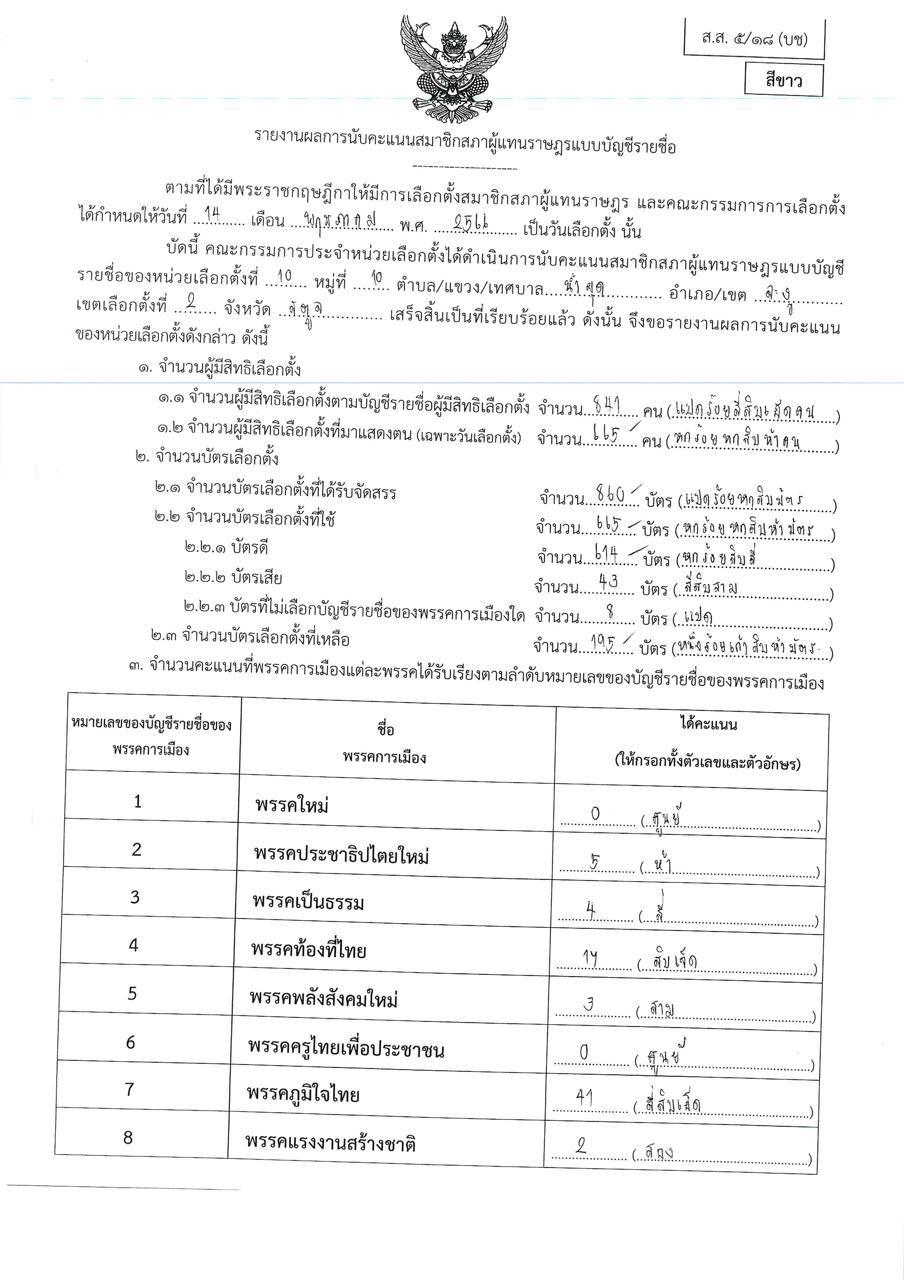 ส.ส. ๕/๑๘ (บช)
สีขาว
รายงานผลการนับคะแนนสมาชิกสภาผู้แทนราษฎรแบบบัญชีรายชื่อ
--------------------
ตามที่ได้มีพระราชกฤษฎีกาให้มีการเลือกตั้งสมาชิกสภาผู้แทนราษฎร และคณะกรรมการการเลือกตั้ง
ได้กำหนดให้วันที่ 14 เดือน พฤษภาคม พ.ศ. 2566 เป็นวันเลือกตั้ง นั้น
บัดนี้ คณะกรรมการประจำหน่วยเลือกตั้งได้ดำเนินการนับคะแนนสมาชิกสภาผู้แทนราษฎรแบบบัญชี
รายชื่อของหน่วยเลือกตั้งที่ 10 หมู่ที่ 10 ตำบล/แขวง/เทศบาล น้ำผุด อำเภอ/เขต ละงู
เขตเลือกตั้งที่ 2 จังหวัด สตูล เสร็จสิ้นเป็นที่เรียบร้อยแล้ว ดังนั้น จึงขอรายงานผลการนับคะแนน
ของหน่วยเลือกตั้งดังกล่าว ดังนี้
๑. จำนวนผู้มีสิทธิเลือกตั้ง
๑.๑ จำนวนผู้มีสิทธิเลือกตั้งตามบัญชีรายชื่อผู้มีสิทธิเลือกตั้ง จำนวน 841 คน (แปดร้อยสี่สิบเอ็ดคน)
๑.๒ จำนวนผู้มีสิทธิเลือกตั้งที่มาแสดงตน (เฉพาะวันเลือกตั้ง) จำนวน 665 คน (หกร้อยหกสิบห้าคน)
๒. จำนวนบัตรเลือกตั้ง
๒.๑ จำนวนบัตรเลือกตั้งที่ได้รับจัดสรร จำนวน 860 บัตร (แปดร้อยหกสิบบัตร)
๒.๒ จำนวนบัตรเลือกตั้งที่ใช้ จำนวน 665 บัตร (หกร้อยหกสิบห้าบัตร)
๒.๒.๑ บัตรดี จำนวน 614 บัตร (หกร้อยสิบสี่)
๒.๒.๒ บัตรเสีย จำนวน 43 บัตร (สี่สิบสาม)
๒.๒.๓ บัตรที่ไม่เลือกบัญชีรายชื่อของพรรคการเมืองใด จำนวน 8 บัตร (แปด)
๒.๓ จำนวนบัตรเลือกตั้งที่เหลือ จำนวน 195 บัตร (หนึ่งร้อยเก้าสิบห้าบัตร)
๓. จำนวนคะแนนที่พรรคการเมืองแต่ละพรรคได้รับเรียงตามลำดับหมายเลขของบัญชีรายชื่อของพรรคการเมือง
หมายเลขของบัญชีรายชื่อของ ชื่อ ได้คะแนน
พรรคการเมือง พรรคการเมือง (ให้กรอกทั้งตัวเลขและตัวอักษร)
1 พรรคใหม่ 0 (ศูนย์)
2 พรรคประชาธิปไตยใหม่ 5 (ห้า)
3 พรรคเป็นธรรม 4 (สี่)
4 พรรคท้องที่ไทย 17 (สิบเจ็ด)
5 พรรคพลังสังคมใหม่ 3 (สาม)
6 พรรคครูไทยเพื่อประชาชน 0 (ศูนย์)
7 พรรคภูมิใจไทย 41 (สี่สิบเอ็ด)
8 พรรคแรงงานสร้างชาติ 2 (สอง)